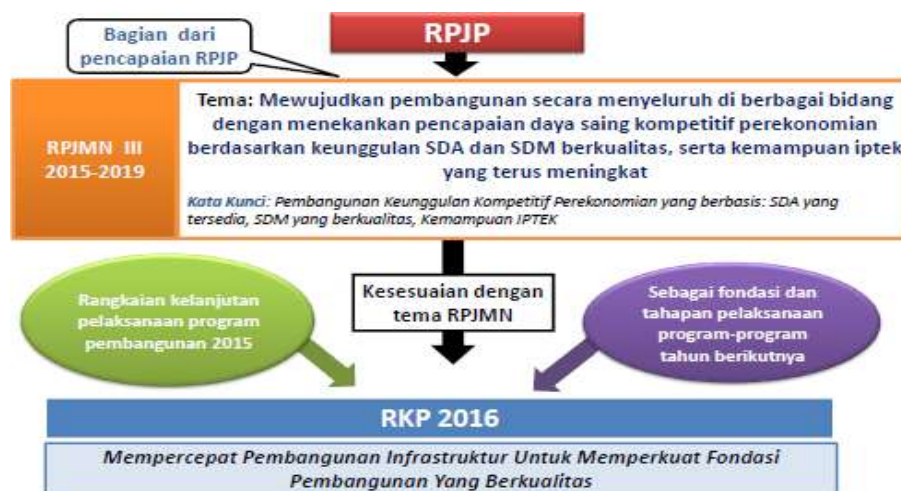 Bagian dari
pencapaian RPJP
RPJP
RPJMN III
2015-2019
Tema: Mewujudkan pembangunan secara menyeluruh di berbagai bidang
dengan menekankan pencapaian daya saing kompetitif perekonomian
berdasarkan keunggulan SDA dan SDM berkualitas, serta kemampuan iptek
yang terus meningkat
Kata Kunci: Pembangunan Keunggulan Kompetitif Perekonomian yang berbasis: SDA yang
tersedia, SDM yang berkualitas, Kemampuan IPTEK
Rangkaian kelanjutan
pelaksanaan program
pembangunan 2015
Kesesuaian dengan
tema RPJMN
Sebagai fondasi dan
tahapan pelaksanaan
program-program
tahun berikutnya
RKP 2016
Mempercepat Pembangunan Infrastruktur Untuk Memperkuat Fondasi
Pembangunan Yang Berkualitas